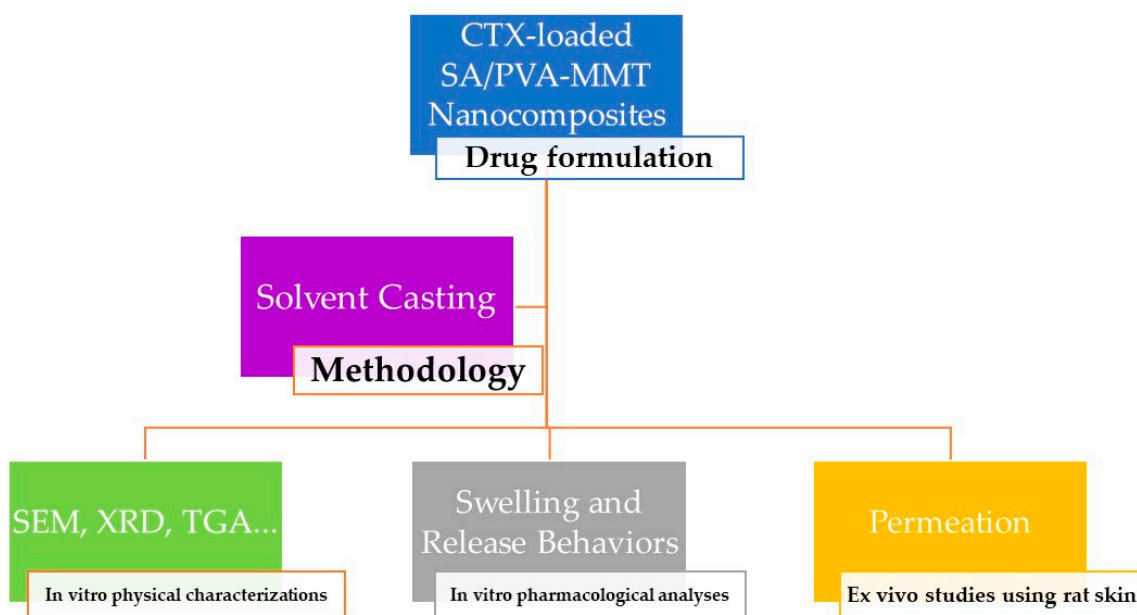 CTX-loaded
SA/PVA-MMT
Nanocomposites
Drug formulation
Solvent Casting
Methodology
SEM, XRD, TGA...
In vitro physical characterizations
Swelling and
Release Behaviors
In vitro pharmacological analyses
Permeation
Ex vivo studies using rat skin